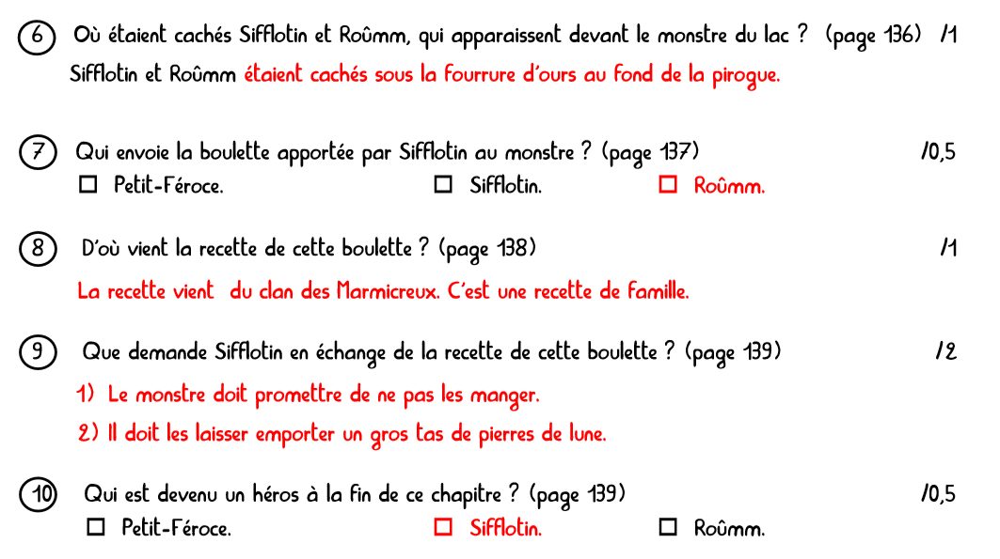 6 Où étaient cachés Sifflotin et Roûmm, qui apparaissent devant le monstre du lac ? (page 136) /1
Sifflotin et Roûmm étaient cachés sous la fourrure d'ours au fond de la pirogue.
7 Qui envoie la boulette apportée par Sifflotin au monstre ? (page 137) /0,5
☐ Petit-Féroce. ☐ Sifflotin. ☐ Roûmm.
8 D'où vient la recette de cette boulette ? (page 138) /1
La recette vient du clan des Marmicreux. C'est une recette de famille.
9 Que demande Sifflotin en échange de la recette de cette boulette ? (page 139) /2
1) Le monstre doit promettre de ne pas les manger.
2) Il doit les laisser emporter un gros tas de pierres de lune.
10 Qui est devenu un héros à la fin de ce chapitre ? (page 139) /0,5
☐ Petit-Féroce. ☐ Sifflotin. ☐ Roûmm.